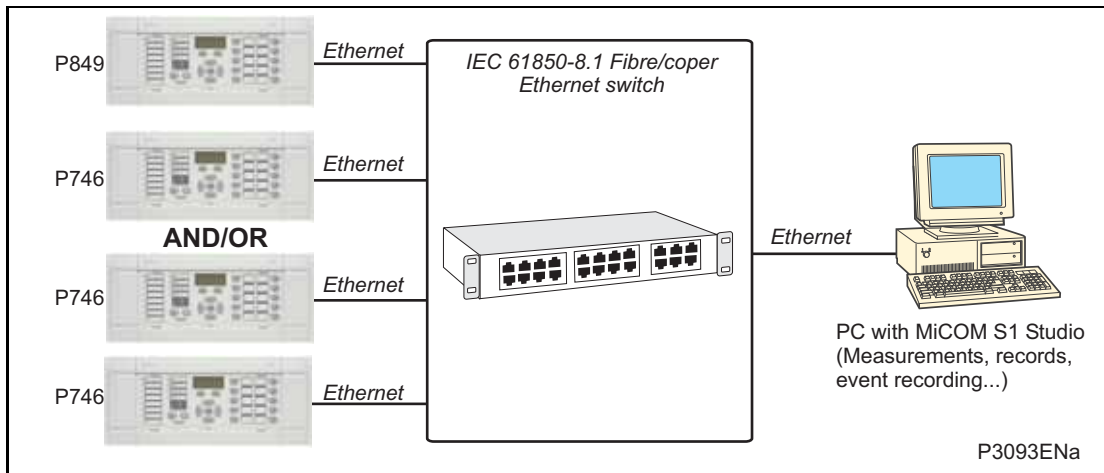 P849
Ethernet
IEC 61850-8.1 Fibre/coper
Ethernet switch
P746
Ethernet
AND/OR
P746
Ethernet
P746
Ethernet
Ethernet
PC with MiCOM S1 Studio
(Measurements, records,
event recording...)
P3093ENa